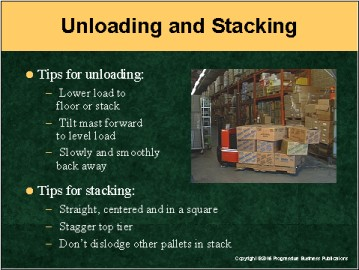 Unloading and Stacking
Tips for unloading:
– Lower load to
floor or stack
– Tilt mast forward
to level load
– Slowly and smoothly
back away
Tips for stacking:
– Straight, centered and in a square
– Stagger top tier
– Don't dislodge other pallets in stack
Copyright Progressive Business Publications